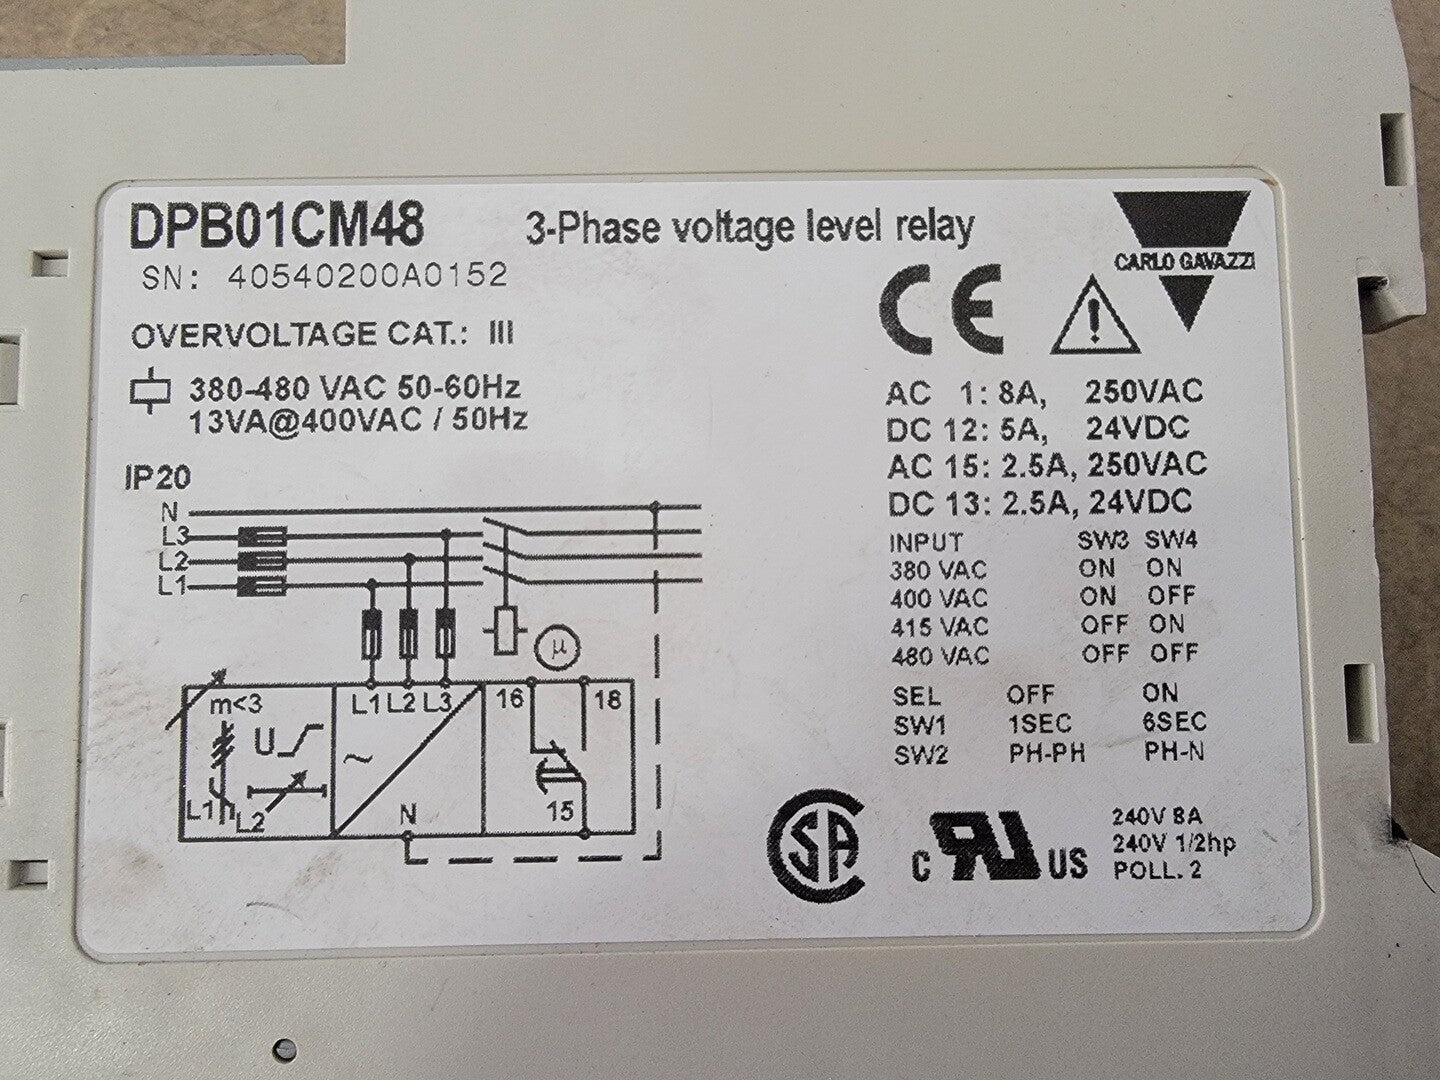 DPB01CM48 3-Phase voltage level relay
CARLO GAVAZZI
SN: 40540200A0152
OVERVOLTAGE CAT.: III
CE
380-480 VAC 50-60Hz
13VA@400VAC / 50Hz
AC 1: 8A, 250VAC
DC 12: 5A, 24VDC
AC 15: 2.5A, 250VAC
DC 13: 2.5A, 24VDC
IP20
N
L3
L2
L1
µ
m<3
L1 L2 L3
16 18
U
~
L1 L2
N
15
INPUT SW3 SW4
380 VAC ON ON
400 VAC ON OFF
415 VAC OFF ON
480 VAC OFF OFF
SEL OFF ON
SW1 1SEC 6SEC
SW2 PH-PH PH-N
CSA
C RU US
240V 8A
240V 1/2hp
POLL. 2